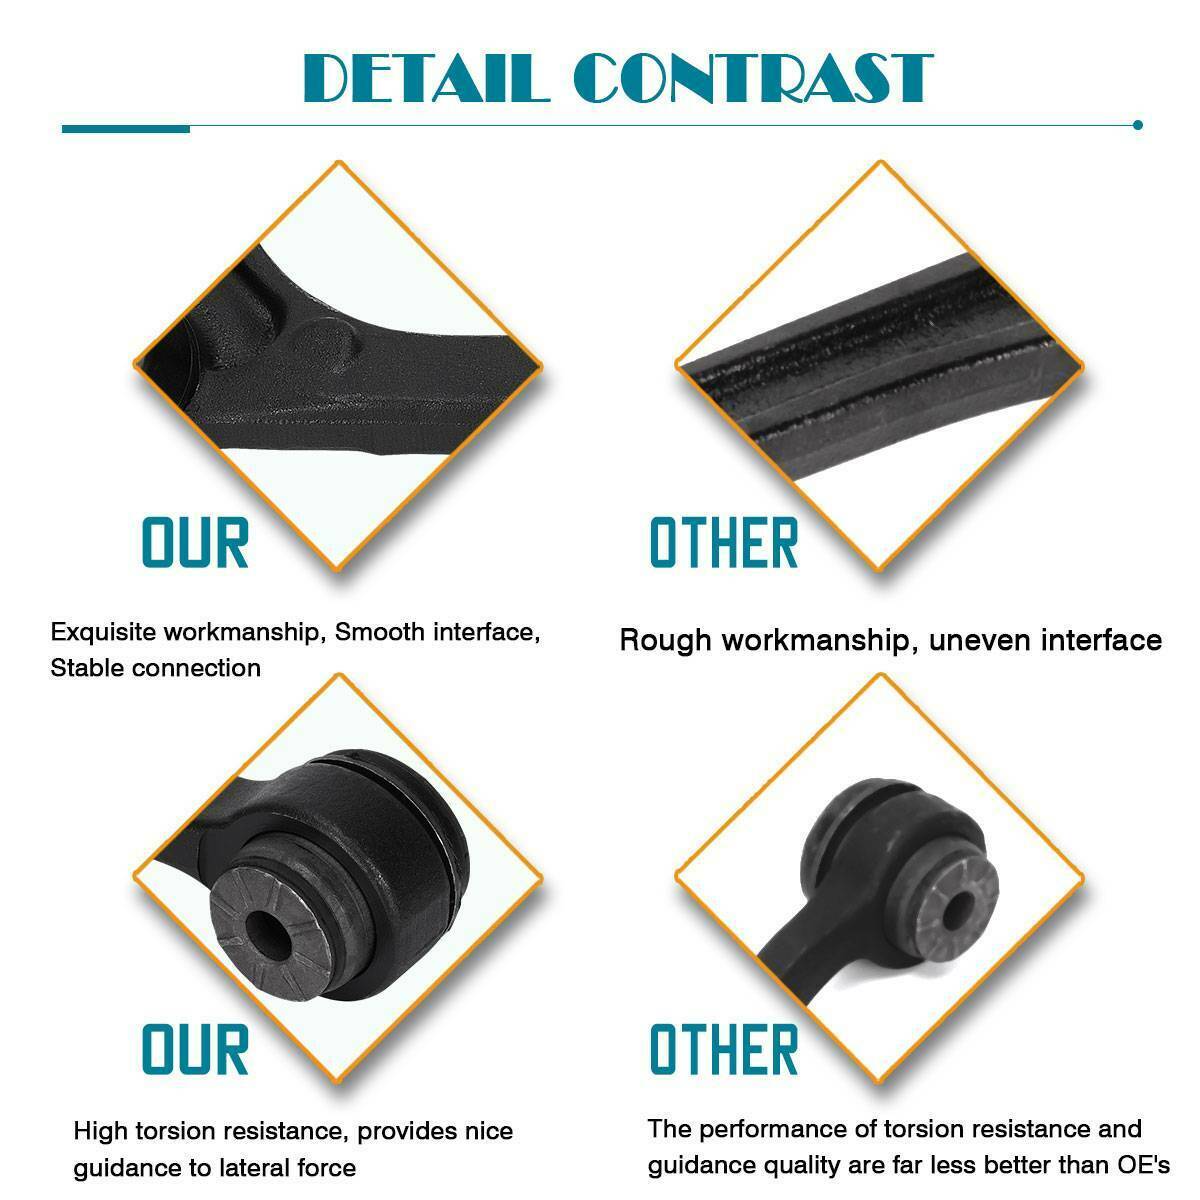 DETAIL CONTRAST
OUR
OTHER
Exquisite workmanship, Smooth interface,
Stable connection
Rough workmanship, uneven interface
OUR
OTHER
High torsion resistance, provides nice
guidance to lateral force
The performance of torsion resistance and
guidance quality are far less better than OE's